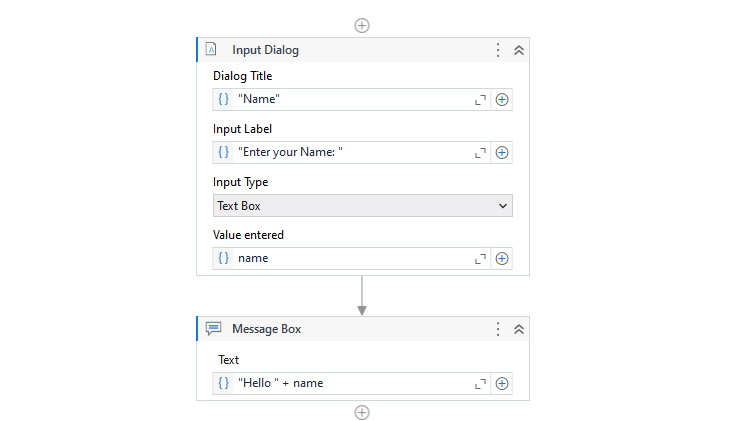 Input Dialog
Dialog Title
"Name"
Input Label
"Enter your Name: "
Input Type
Text Box
Value entered
name
Message Box
Text
"Hello " + name